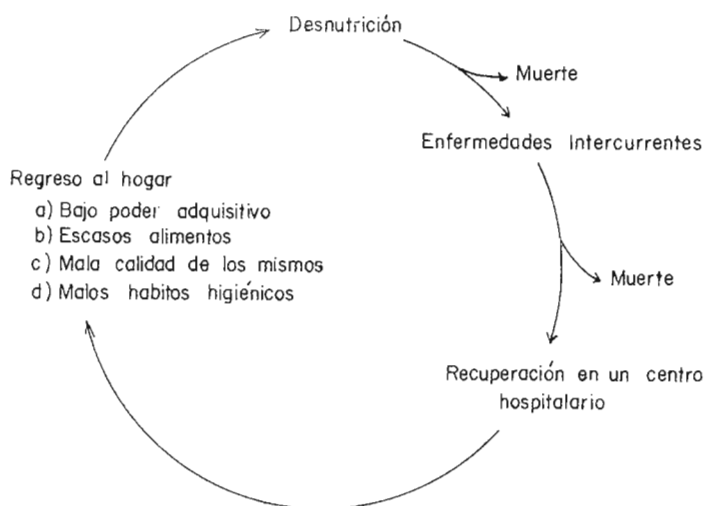 Desnutrición
Muerte
Enfermedades Intercurrentes
Muerte
Recuperación en un centro
hospitalario
Regreso al hogar
a) Bajo poder adquisitivo
b) Escasos alimentos
c) Mala calidad de los mismos
d) Malos habitos higiénicos